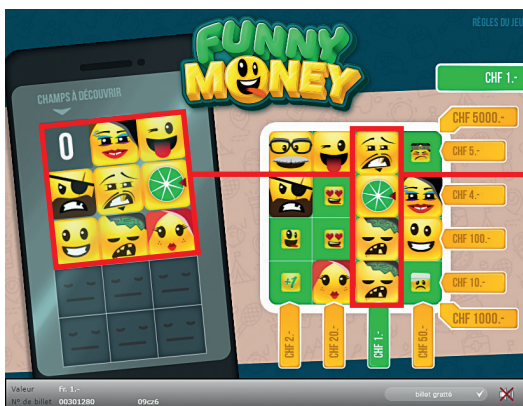 RÈGLES DU JEU
FUNNY
MONEY
CHF 1.-
CHAMPS À DÉCOUVRIR
0
CHF 5000.-
CHF 5.-
CHF 4.-
CHF 100.-
+1
CHF 10.-
CHF 2.-
CHF 20.-
CHF 1.-
CHF 50.-
CHF 1000.-
Valeur Fr. 1.-
N° de billet 00301280 09cz6
billet gratté